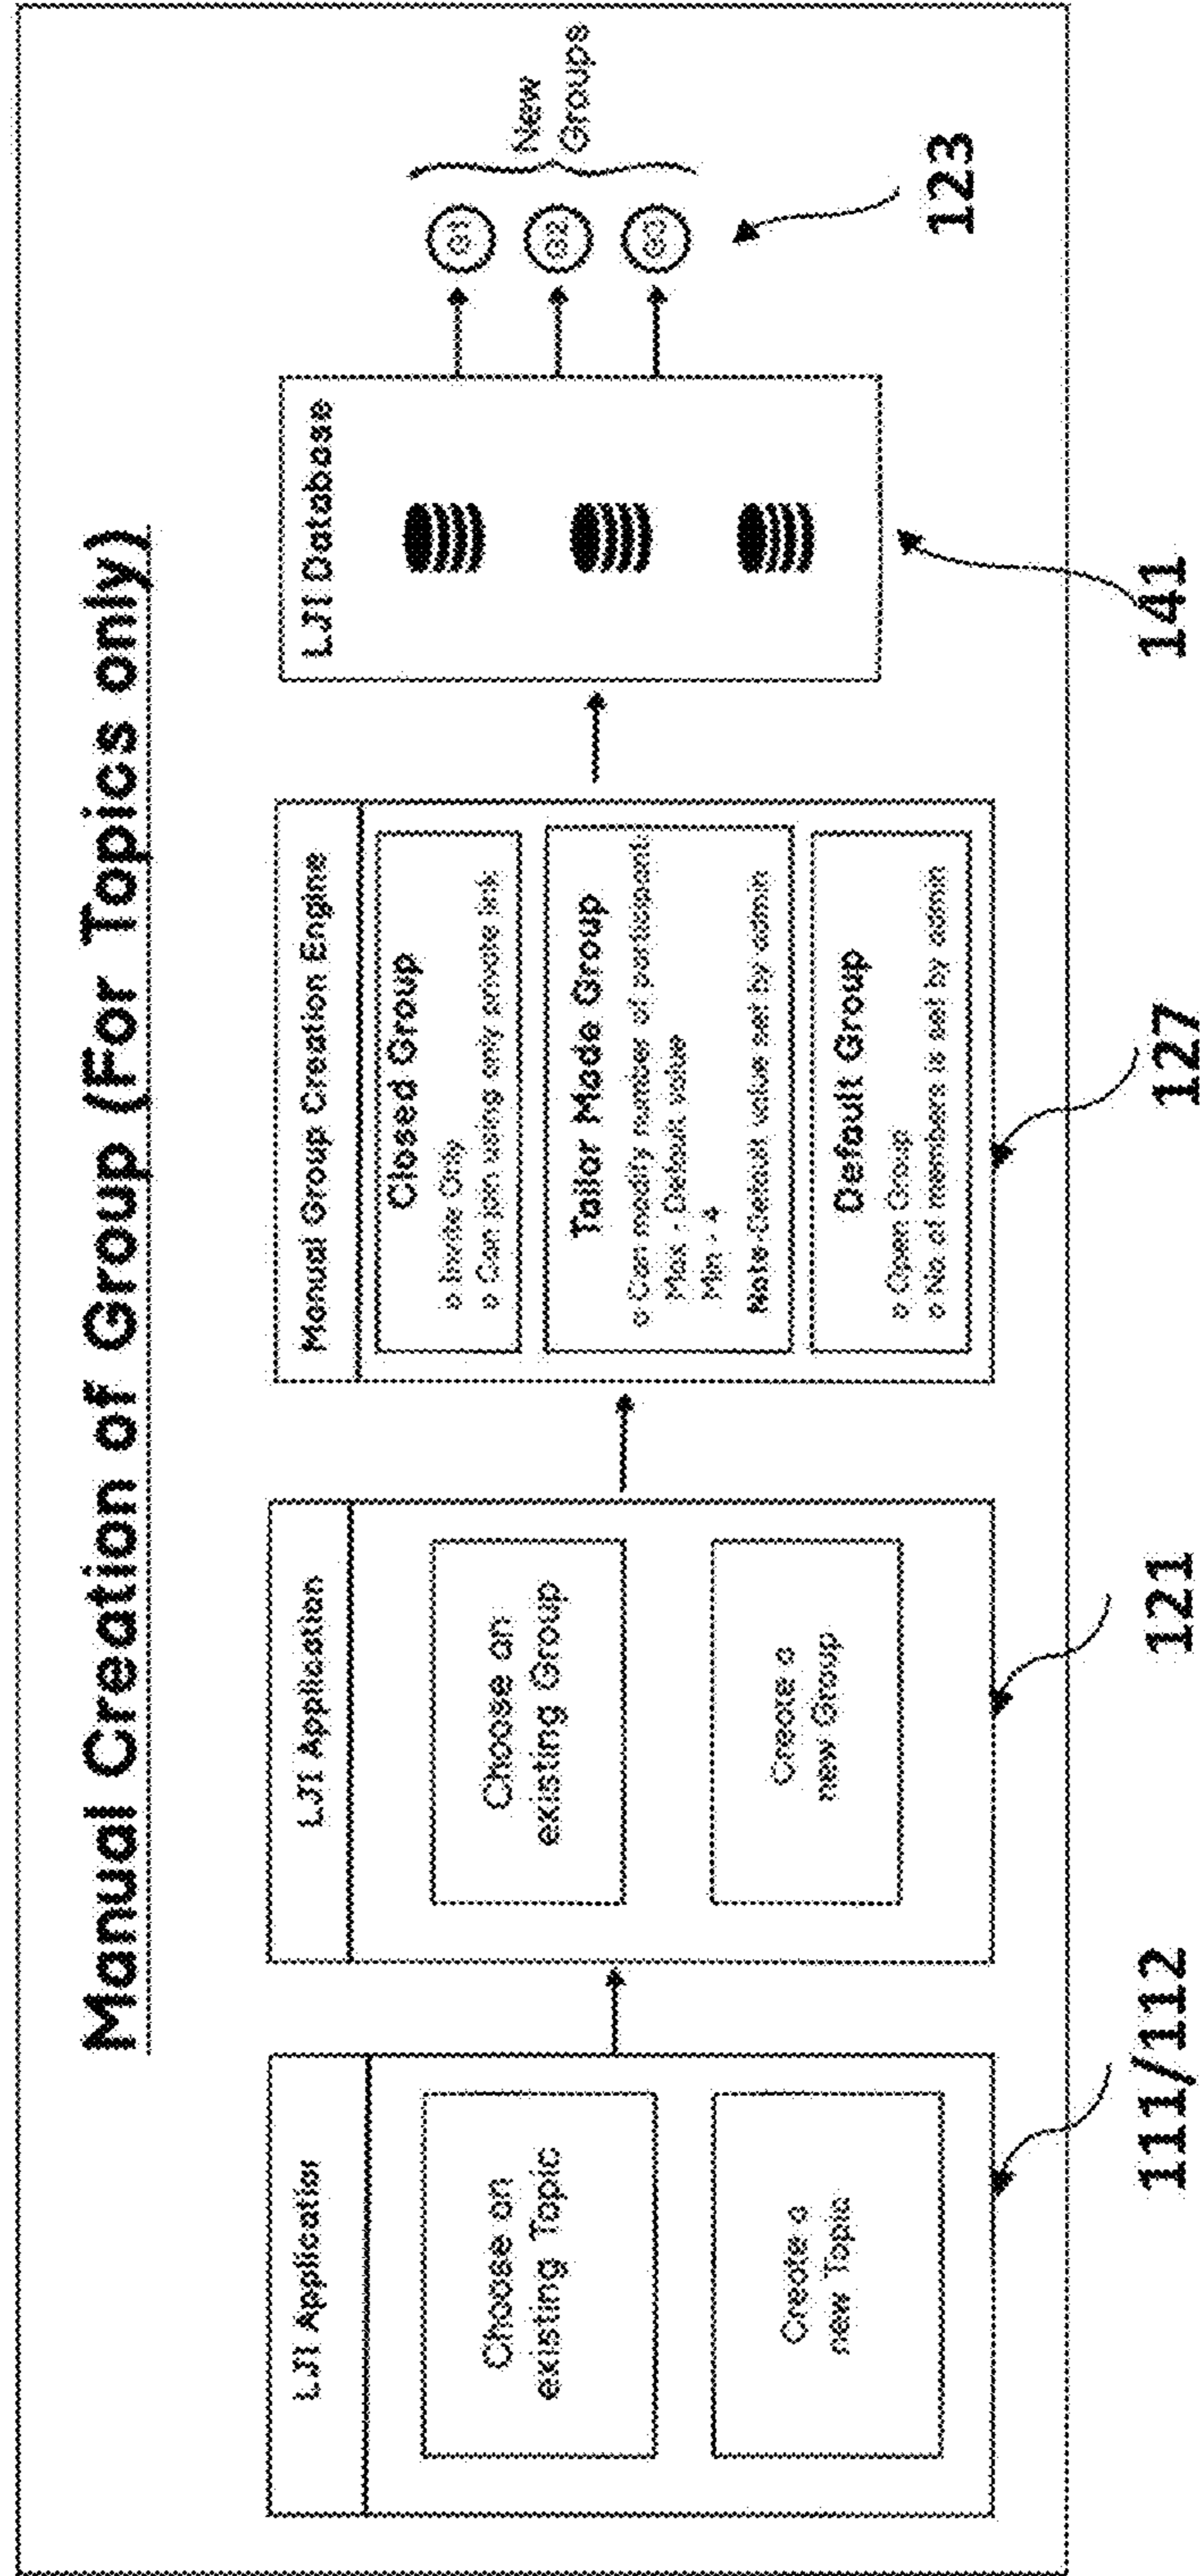 Manual Creation of Group (For Topics only)
LJI Application
Choose an
existing Topic
Create a
new Topic
111/112
LJI Application
Choose an
existing Group
Create a
new Group
121
Manual Group Creation Engine
Closed Group
o Invite Only
o Can join using only private link
Tailor Made Group
o Can modify number of participants
Max - Default value
Min - 4
Note-Default value set by admin
Default Group
o Open Group
o No. of members is set by admin
127
LJI Database
141
G1
G2
G3
New
Groups
123